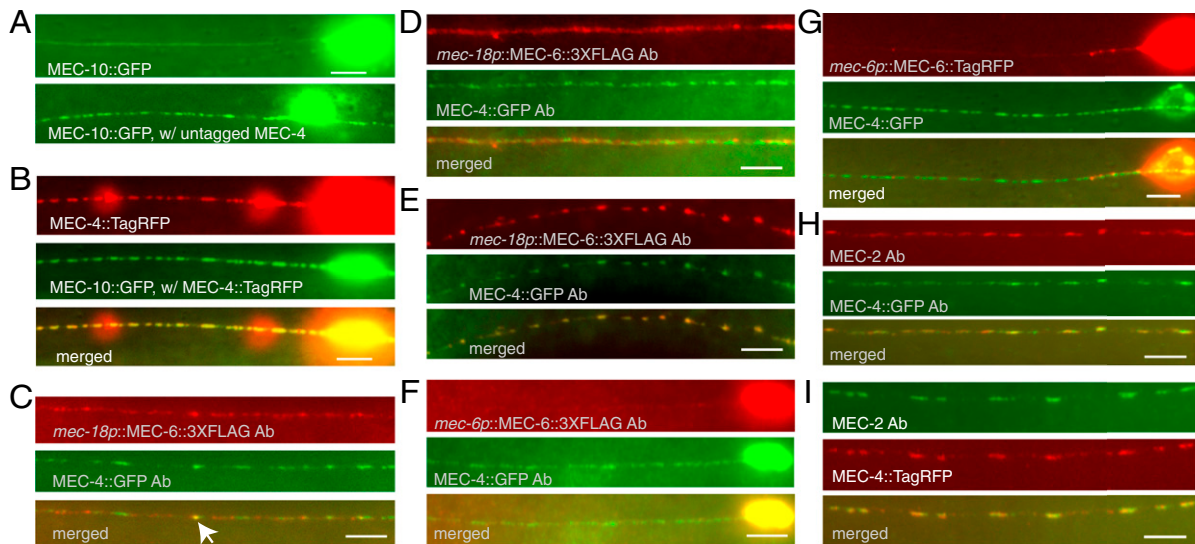 A
MEC-10::GFP
MEC-10::GFP, w/ untagged MEC-4
B
MEC-4::TagRFP
MEC-10::GFP, w/ MEC-4::TagRFP
merged
C
mec-18p::MEC-6::3XFLAG Ab
MEC-4::GFP Ab
merged
D
mec-18p::MEC-6::3XFLAG Ab
MEC-4::GFP Ab
merged
E
mec-18p::MEC-6::3XFLAG Ab
MEC-4::GFP Ab
merged
F
mec-6p::MEC-6::3XFLAG Ab
MEC-4::GFP Ab
merged
G
mec-6p::MEC-6::TagRFP
MEC-4::GFP
merged
H
MEC-2 Ab
MEC-4::GFP Ab
merged
I
MEC-2 Ab
MEC-4::TagRFP
merged